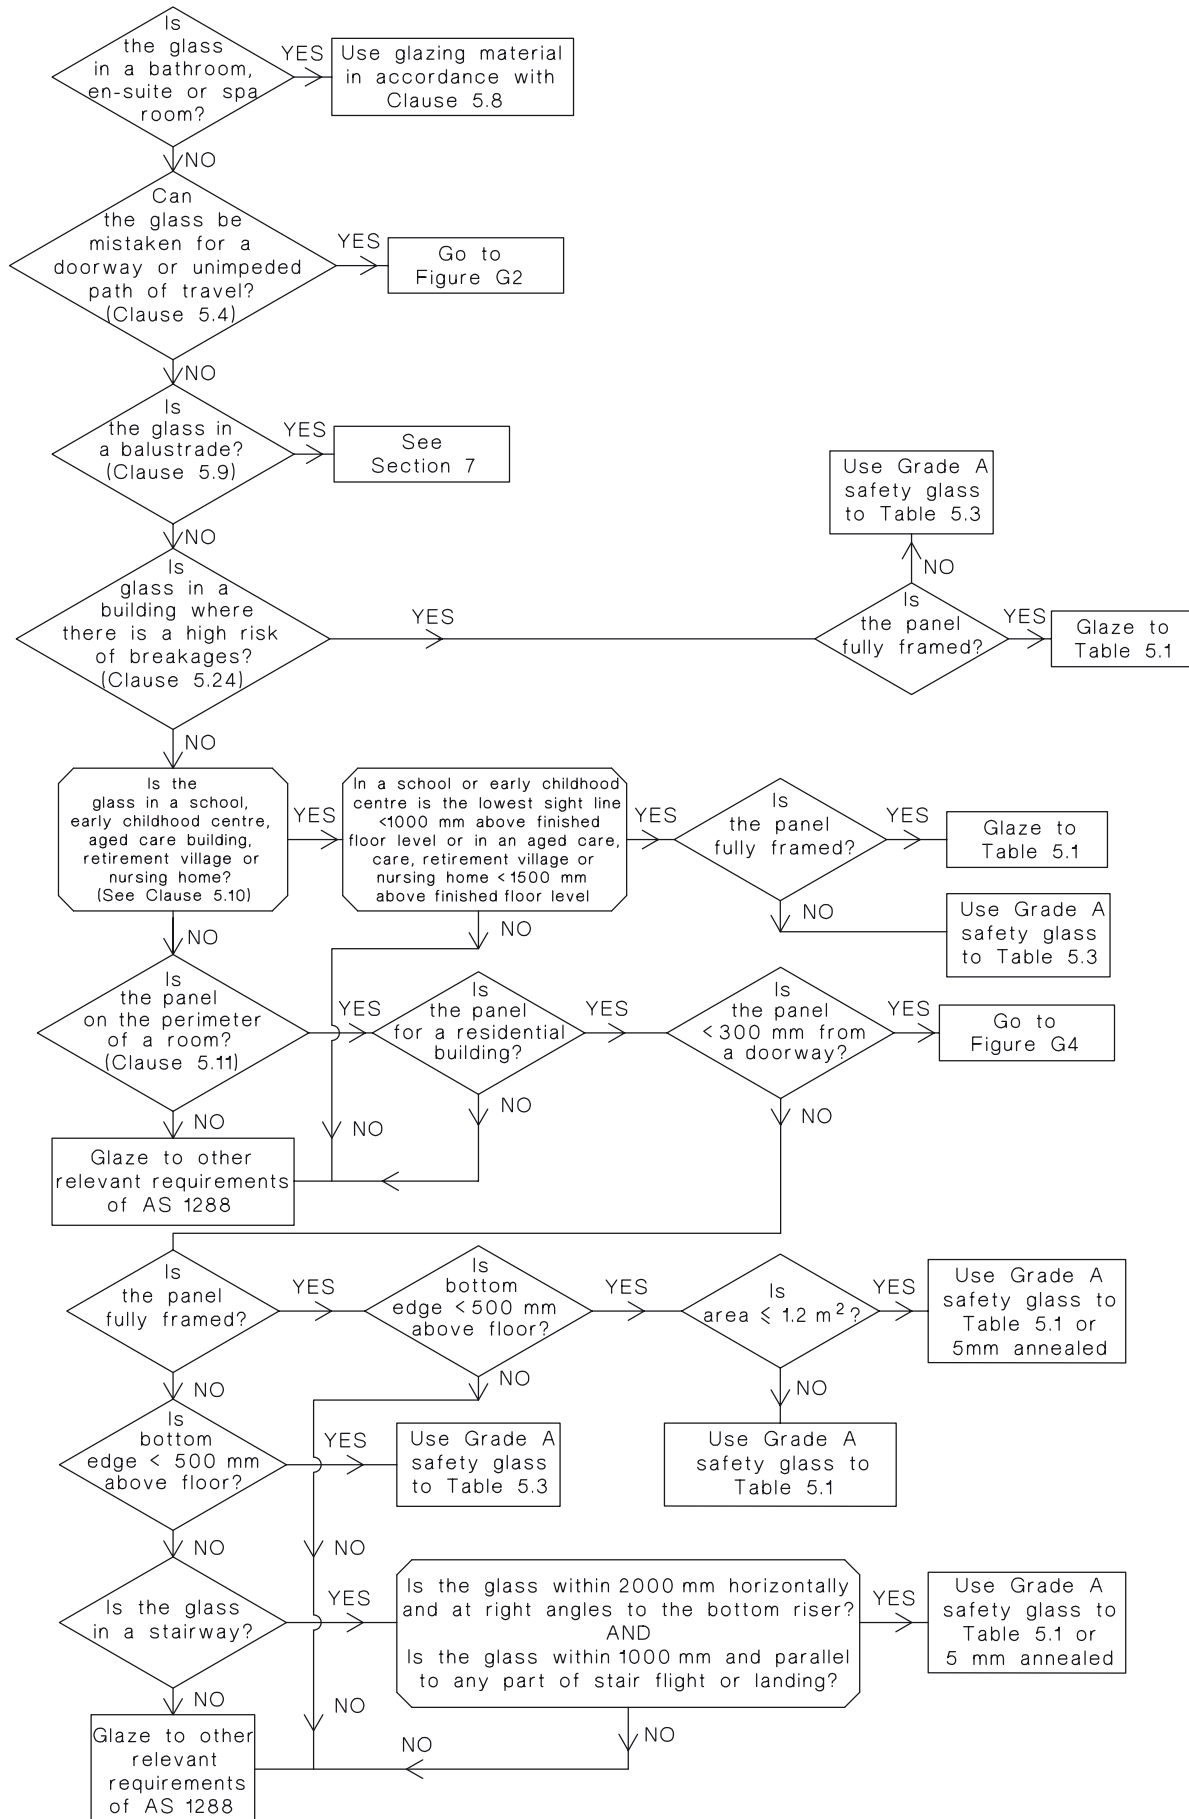 Is
the glass
in a bathroom,
en-suite or spa
room?
YES
Use glazing material
in accordance with
Clause 5.8
NO
Can
the glass be
mistaken for a
doorway or unimpeded
path of travel?
(Clause 5.4)
YES
Go to
Figure G2
NO
Is
the glass in
a balustrade?
(Clause 5.9)
YES
See
Section 7
NO
Is
glass in a
building where
there is a high risk
of breakages?
(Clause 5.24)
YES
Use Grade A
safety glass
to Table 5.3
NO
Is
the panel
fully framed?
YES
Glaze to
Table 5.1
NO
Is the
glass in a school,
early childhood centre,
aged care building,
retirement village or
nursing home?
(See Clause 5.10)
YES
In a school or early childhood
centre is the lowest sight line
<1000 mm above finished
floor level or in an aged care,
care, retirement village or
nursing home <1500 mm
above finished floor level
YES
Is
the panel
fully framed?
YES
Glaze to
Table 5.1
NO
Use Grade A
safety glass
to Table 5.3
NO
NO
Is
the panel
on the perimeter
of a room?
(Clause 5.11)
YES
Is
the panel
for a residential
building?
YES
Is
the panel
<300 mm from
a doorway?
YES
Go to
Figure G4
NO
NO
NO
NO
Glaze to other
relevant requirements
of AS 1288
Is
the panel
fully framed?
YES
Is
bottom
edge <500 mm
above floor?
YES
Is
area ⩽ 1.2 m²?
YES
Use Grade A
safety glass to
Table 5.1 or
5mm annealed
NO
NO
NO
Is
bottom
edge < 500 mm
above floor?
YES
Use Grade A
safety glass
to Table 5.3
Use Grade A
safety glass to
Table 5.1
NO
NO
Is the glass
in a stairway?
YES
Is the glass within 2000 mm horizontally
and at right angles to the bottom riser?
AND
Is the glass within 1000 mm and parallel
to any part of stair flight or landing?
YES
Use Grade A
safety glass to
Table 5.1 or
5 mm annealed
NO
NO
NO
NO
Glaze to other
relevant
requirements
of AS 1288